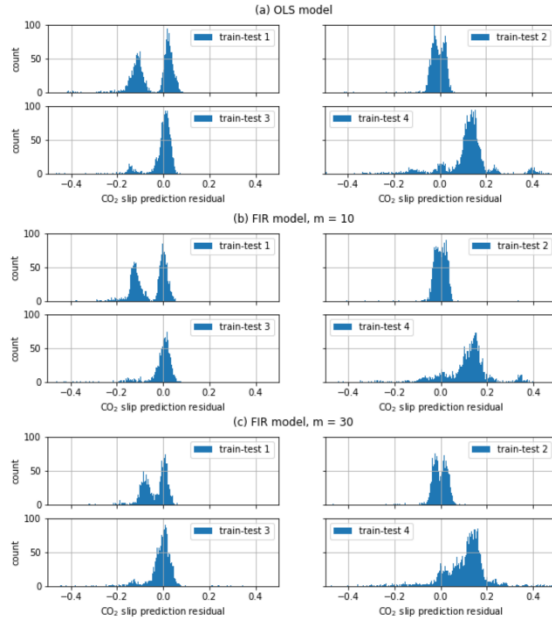 (a) OLS model
100
50
0
count
train-test 1
train-test 2
100
50
0
count
train-test 3
train-test 4
−0.4 −0.2 0.0 0.2 0.4
−0.4 −0.2 0.0 0.2 0.4
CO2 slip prediction residual
CO2 slip prediction residual
(b) FIR model, m = 10
100
50
0
count
train-test 1
train-test 2
100
50
0
count
train-test 3
train-test 4
−0.4 −0.2 0.0 0.2 0.4
−0.4 −0.2 0.0 0.2 0.4
CO2 slip prediction residual
CO2 slip prediction residual
(c) FIR model, m = 30
100
50
0
count
train-test 1
train-test 2
100
50
0
count
train-test 3
train-test 4
−0.4 −0.2 0.0 0.2 0.4
−0.4 −0.2 0.0 0.2 0.4
CO2 slip prediction residual
CO2 slip prediction residual